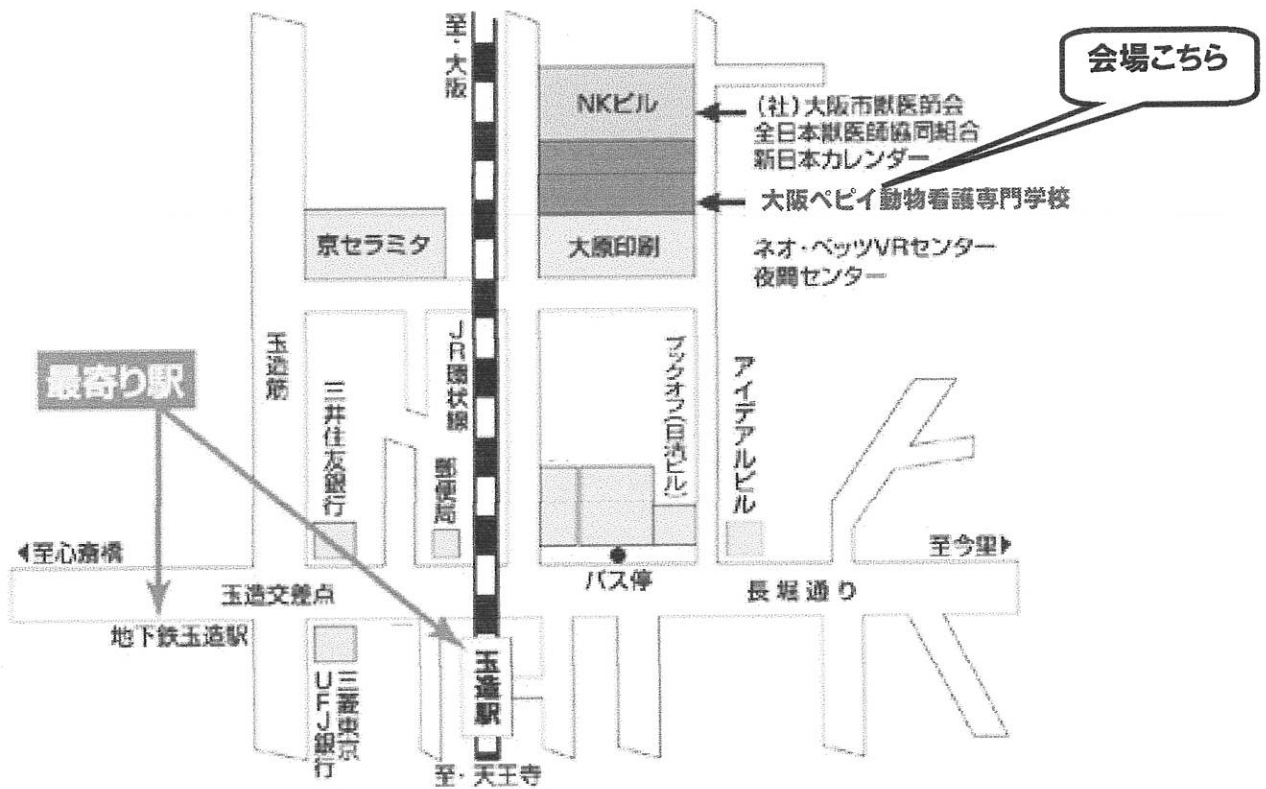 至・大阪
会場こちら
NKビル
(社)大阪市獣医師会
全日本獣医師協同組合
新日本カレンダー
大阪ペピイ動物看護専門学校
京セラミタ
大原印刷
ネオ・ベッツVRセンター
夜間センター
最寄り駅
玉造筋
三井住友銀行
JR環状線
郵便局
ブックオフ(日清ビル)
アイデアルビル
◀至心斎橋
至今里▶
バス停
玉造交差点
長堀通り
地下鉄玉造駅
三菱東京
UFJ銀行
玉造駅
至・天王寺